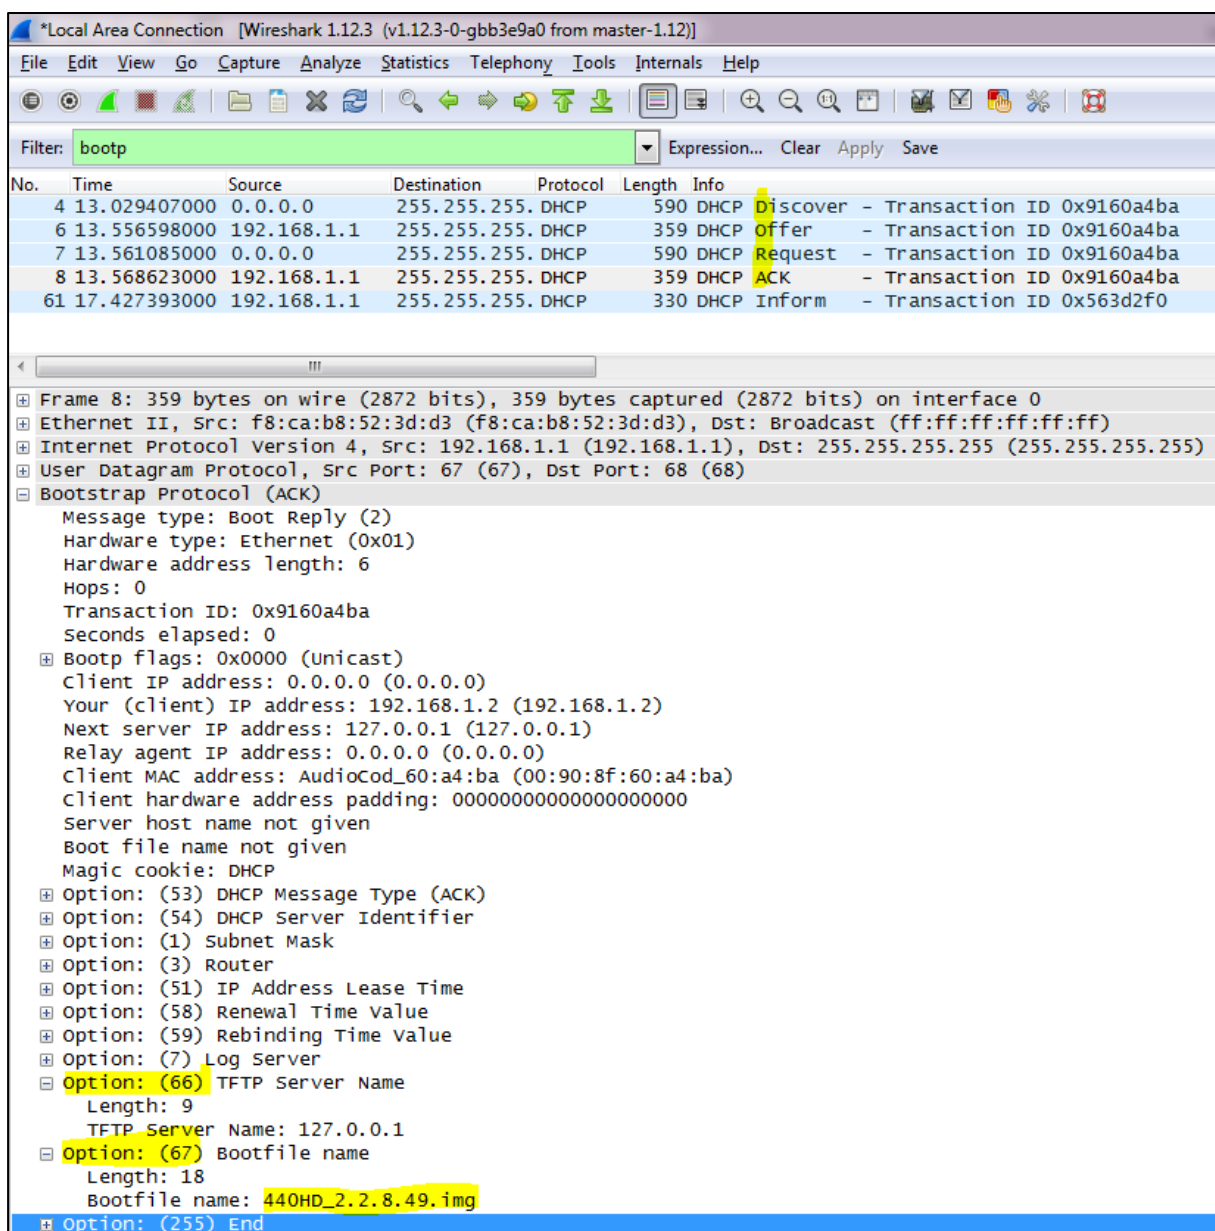 *Local Area Connection [Wireshark 1.12.3 (v1.12.3-0-gbb3e9a0 from master-1.12)]
File Edit View Go Capture Analyze Statistics Telephony Tools Internals Help
Filter: bootp Expression... Clear Apply Save
No. Time Source Destination Protocol Length Info
4 13.029407000 0.0.0.0 255.255.255. DHCP 590 DHCP Discover - Transaction ID 0x9160a4ba
6 13.556598000 192.168.1.1 255.255.255. DHCP 359 DHCP Offer - Transaction ID 0x9160a4ba
7 13.561085000 0.0.0.0 255.255.255. DHCP 590 DHCP Request - Transaction ID 0x9160a4ba
8 13.568623000 192.168.1.1 255.255.255. DHCP 359 DHCP ACK - Transaction ID 0x9160a4ba
61 17.427393000 192.168.1.1 255.255.255. DHCP 330 DHCP Inform - Transaction ID 0x563d2f0
Frame 8: 359 bytes on wire (2872 bits), 359 bytes captured (2872 bits) on interface 0
Ethernet II, Src: f8:ca:b8:52:3d:d3 (f8:ca:b8:52:3d:d3), Dst: Broadcast (ff:ff:ff:ff:ff:ff)
Internet Protocol Version 4, Src: 192.168.1.1 (192.168.1.1), Dst: 255.255.255.255 (255.255.255.255)
User Datagram Protocol, Src Port: 67 (67), Dst Port: 68 (68)
Bootstrap Protocol (ACK)
Message type: Boot Reply (2)
Hardware type: Ethernet (0x01)
Hardware address length: 6
Hops: 0
Transaction ID: 0x9160a4ba
Seconds elapsed: 0
Bootp flags: 0x0000 (Unicast)
Client IP address: 0.0.0.0 (0.0.0.0)
Your (client) IP address: 192.168.1.2 (192.168.1.2)
Next server IP address: 127.0.0.1 (127.0.0.1)
Relay agent IP address: 0.0.0.0 (0.0.0.0)
Client MAC address: AudioCod_60:a4:ba (00:90:8f:60:a4:ba)
Client hardware address padding: 00000000000000000000
Server host name not given
Boot file name not given
Magic cookie: DHCP
Option: (53) DHCP Message Type (ACK)
Option: (54) DHCP Server Identifier
Option: (1) Subnet Mask
Option: (3) Router
Option: (51) IP Address Lease Time
Option: (58) Renewal Time Value
Option: (59) Rebinding Time Value
Option: (7) Log Server
Option: (66) TFTP Server Name
Length: 9
TFTP Server Name: 127.0.0.1
Option: (67) Bootfile name
Length: 18
Bootfile name: 440HD_2.2.8.49.img
Option: (255) End